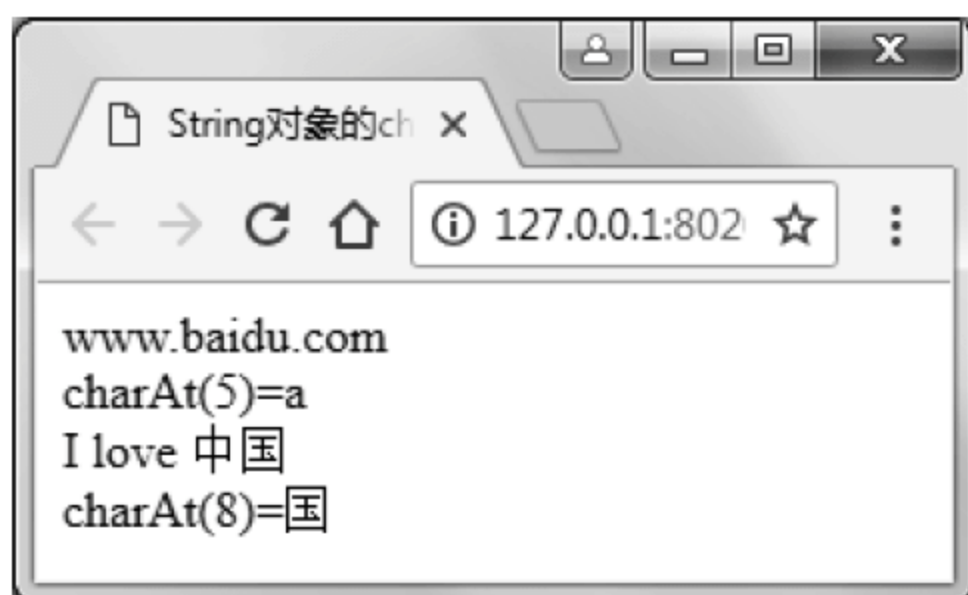 String对象的ch
127.0.0.1:802
www.baidu.com
charAt(5)=a
I love 中国
charAt(8)=国